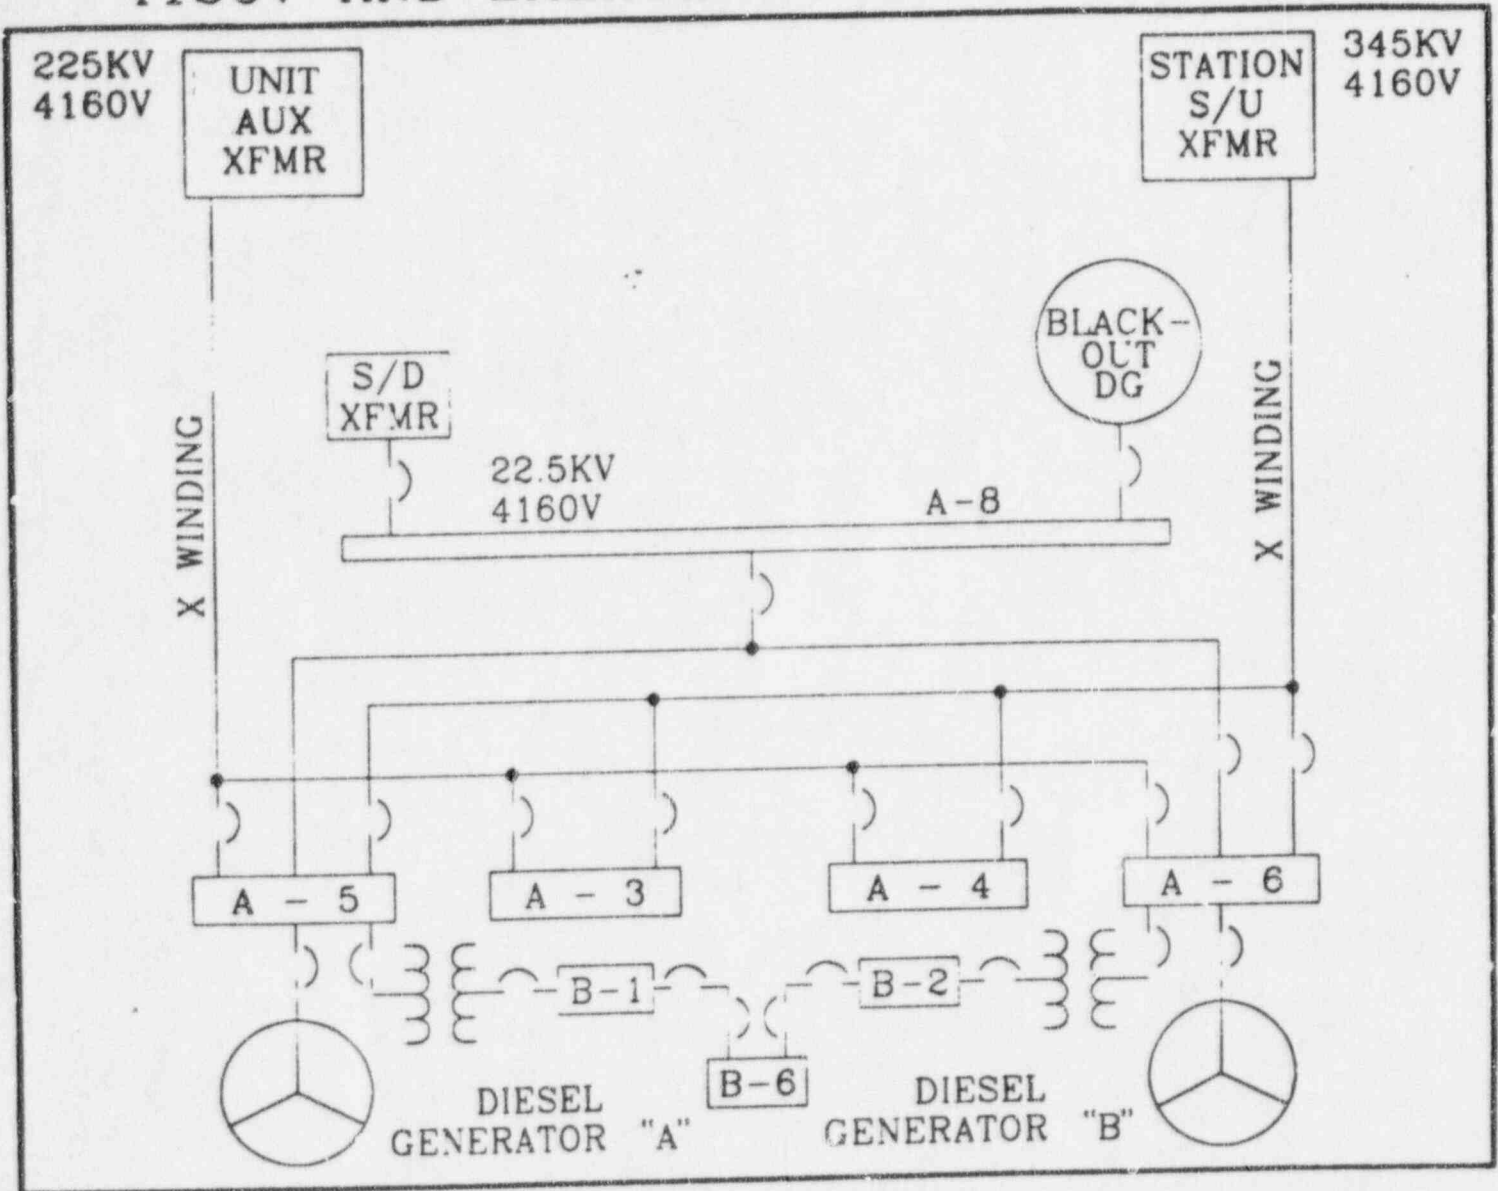 225KV
4160V
UNIT
AUX
XFMR
STATION
S/U
XFMR
345KV
4160V
BLACK-
OUT
DG
S/D
XFMR
X WINDING
X WINDING
22.5KV
4160V
A-8
A - 5
A - 3
A - 4
A - 6
B-1
B-2
B-6
DIESEL
GENERATOR "A"
DIESEL
GENERATOR "B"